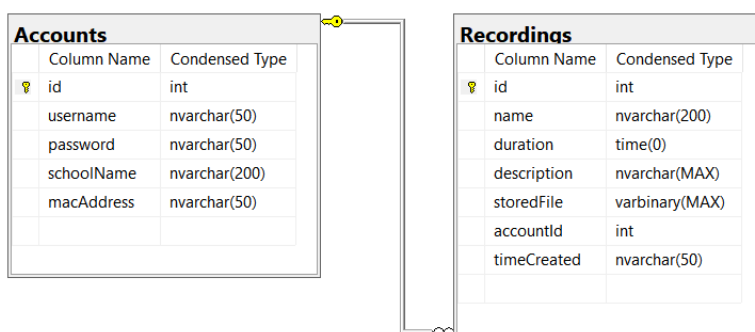 Accounts
Column Name Condensed Type
id int
username nvarchar(50)
password nvarchar(50)
schoolName nvarchar(200)
macAddress nvarchar(50)
Recordings
Column Name Condensed Type
id int
name nvarchar(200)
duration time(0)
description nvarchar(MAX)
storedFile varbinary(MAX)
accountId int
timeCreated nvarchar(50)